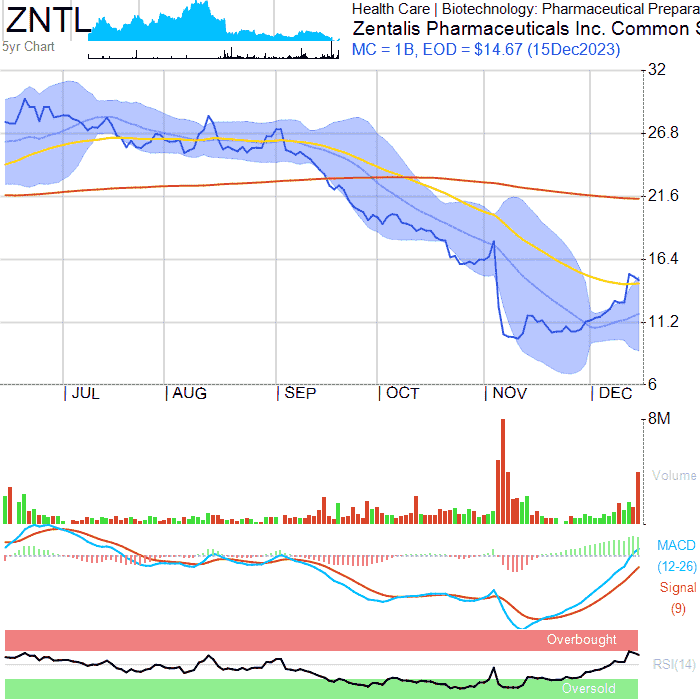 ZNTL
Health Care | Biotechnology: Pharmaceutical Prepara
Zentalis Pharmaceuticals Inc. Common S
5yr Chart
MC = 1B, EOD = $14.67 (15Dec2023)
32
26.8
21.6
16.4
11.2
6
JUL
AUG
SEP
OCT
NOV
DEC
8M
Volume
MACD
(12-26)
Signal
(9)
Overbought
RSI(14)
Oversold